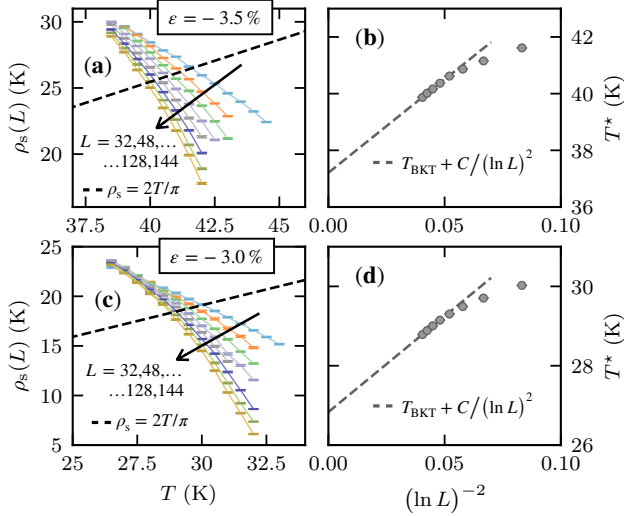 ε = − 3.5 %
(a)
ρs(L) (K)
30
25
20
L = 32,48,…
…128,144
ρs = 2T/π
37.5 40.0 42.5 45.0
(b)
T⋆ (K)
42
40
38
36
TBKT + C/(ln L)²
0.00 0.05 0.10
ε = − 3.0 %
(c)
ρs(L) (K)
25
20
15
10
5
L = 32,48,…
…128,144
ρs = 2T/π
25 27.5 30.0 32.5
T (K)
(d)
T⋆ (K)
30
28
26
TBKT + C/(ln L)²
0.00 0.05 0.10
(ln L)⁻²